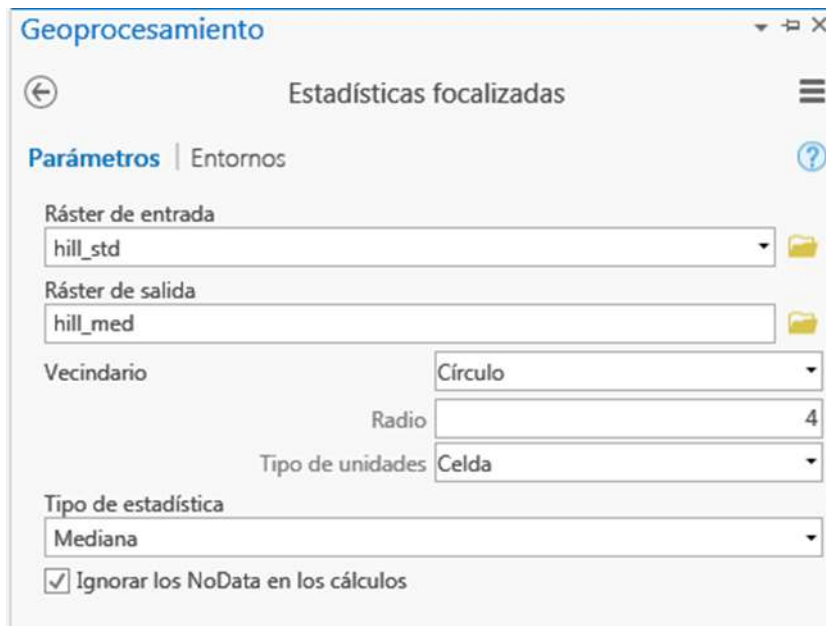 Geoprocesamiento
Estadísticas focalizadas
Parámetros | Entornos
Ráster de entrada
hill_std
Ráster de salida
hill_med
Vecindario Círculo
Radio 4
Tipo de unidades Celda
Tipo de estadística
Mediana
Ignorar los NoData en los cálculos